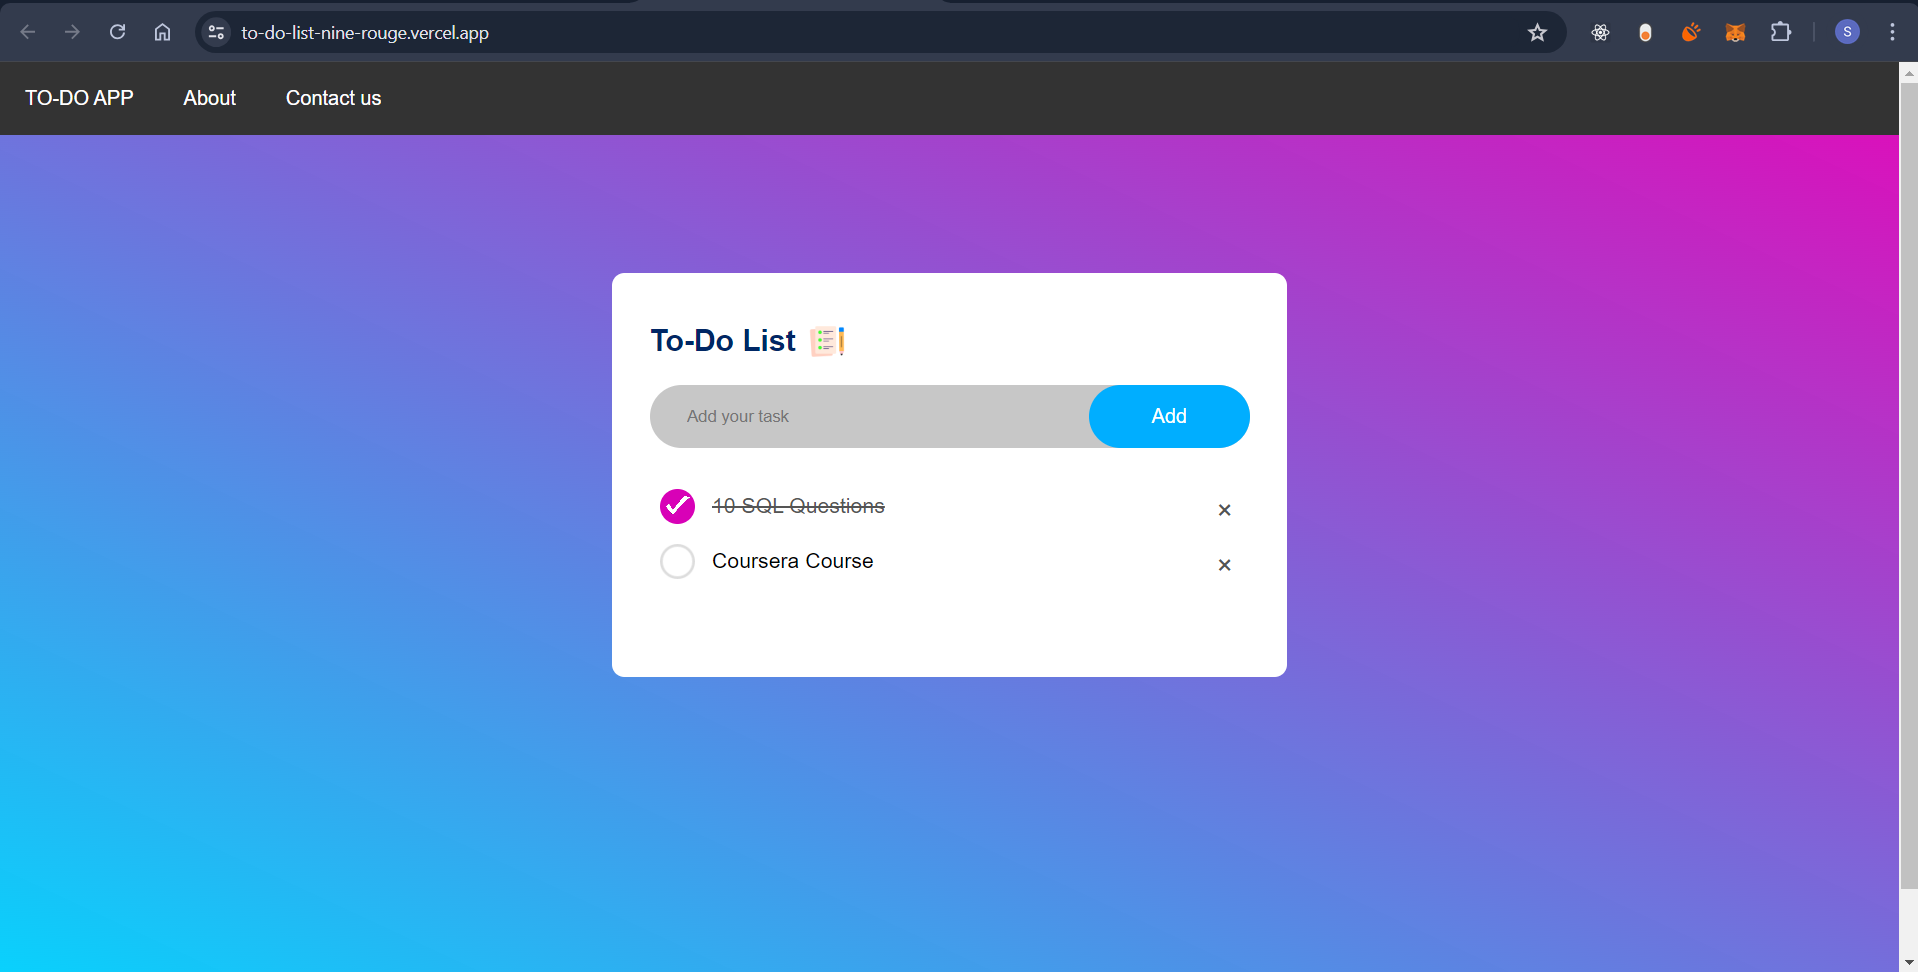 to-do-list-nine-rouge.vercel.app
S
TO-DO APP About Contact us
To-Do List
Add your task Add
10 SQL Questions ×
Coursera Course ×